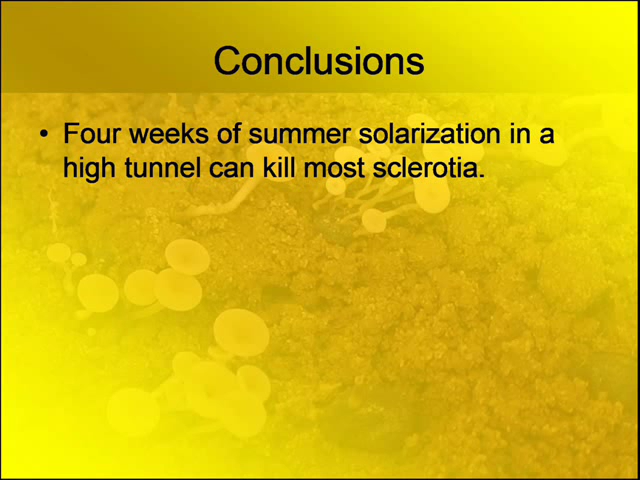 Conclusions
• Four weeks of summer solarization in a
high tunnel can kill most sclerotia.